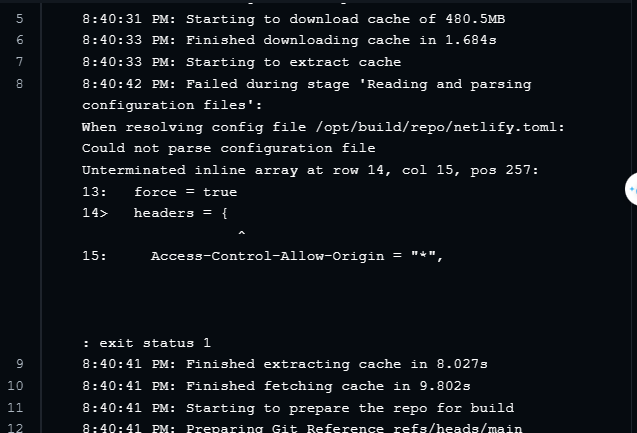 5 8:40:31 PM: Starting to download cache of 480.5MB
6 8:40:33 PM: Finished downloading cache in 1.684s
7 8:40:33 PM: Starting to extract cache
8 8:40:42 PM: Failed during stage 'Reading and parsing
configuration files':
When resolving config file /opt/build/repo/netlify.toml:
Could not parse configuration file
Unterminated inline array at row 14, col 15, pos 257:
13:   force = true
14>   headers = {
^
15:     Access-Control-Allow-Origin = "*",
: exit status 1
9 8:40:41 PM: Finished extracting cache in 8.027s
10 8:40:41 PM: Finished fetching cache in 9.802s
11 8:40:41 PM: Starting to prepare the repo for build
12 8:40:41 PM: Preparing Git Reference refs/heads/main